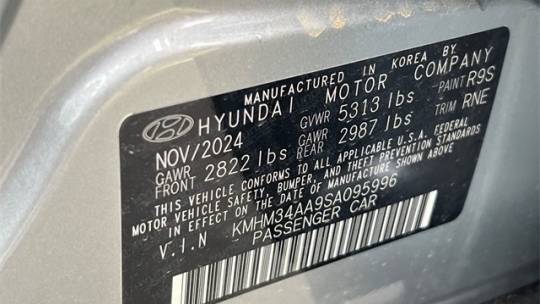 MANUFACTURED IN KOREA BY
HYUNDAI MOTOR COMPANY
NOV/2024 GVWR 5313 lbs PAINT R9S
GAWR FRONT 2822 lbs GAWR REAR 2987 lbs TRIM RNE
THIS VEHICLE CONFORMS TO ALL APPLICABLE U.S.A. FEDERAL
MOTOR VEHICLE SAFETY, BUMPER, AND THEFT PREVENTION STANDARDS
IN EFFECT ON THE DATE OF MANUFACTURE SHOWN ABOVE
V.I.N KMHM34AA9SA095996
PASSENGER CAR